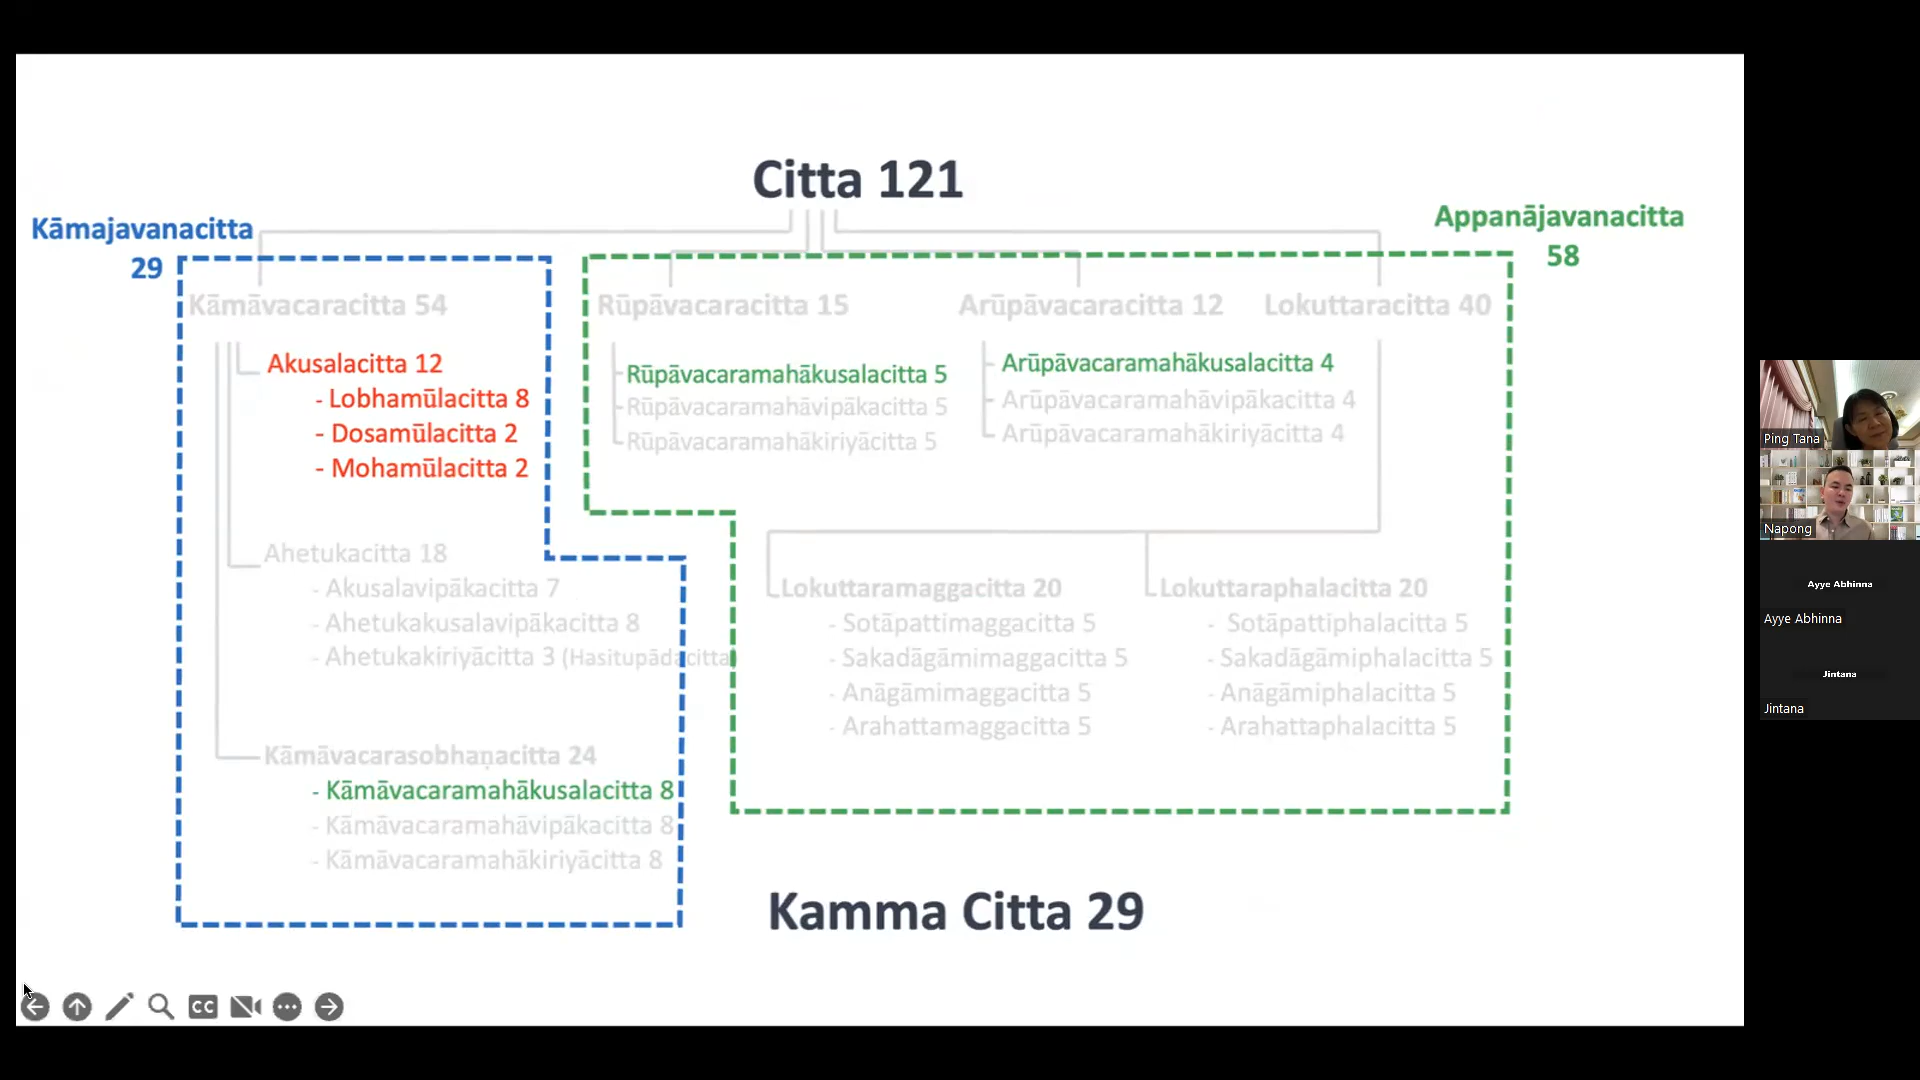 Citta 121
Kāmajavanacitta
29
Appanājavanacitta
58
Kāmāvacaracitta 54
Akusalacitta 12
- Lobhamūlacitta 8
- Dosamūlacitta 2
- Mohamūlacitta 2
Ahetukacitta 18
- Akusalavipākacitta 7
- Ahetukakusalavipākacitta 8
- Ahetukakiriyācitta 3 (Hasitupādacitta)
Kāmāvacarasobhaṇacitta 24
- Kāmāvacaramahākusalacitta 8
- Kāmāvacaramahāvipākacitta 8
- Kāmāvacaramahākiriyācitta 8
Rūpāvacaracitta 15
Rūpāvacaramahākusalacitta 5
Rūpāvacaramahāvipākacitta 5
Rūpāvacaramahākiriyācitta 5
Arūpāvacaracitta 12
Arūpāvacaramahākusalacitta 4
Arūpāvacaramahāvipākacitta 4
Arūpāvacaramahākiriyācitta 4
Lokuttaracitta 40
Lokuttaramaggacitta 20
- Sotāpattimaggacitta 5
- Sakadāgāmimaggacitta 5
- Anāgāmimaggacitta 5
- Arahattamaggacitta 5
Lokuttaraphalacitta 20
- Sotāpattiphalacitta 5
- Sakadāgāmiphalacitta 5
- Anāgāmiphalacitta 5
- Arahattaphalacitta 5
Kamma Citta 29
CC
Ping Tana
Napong
Ayye Abhinna
Ayye Abhinna
Jintana
Jintana